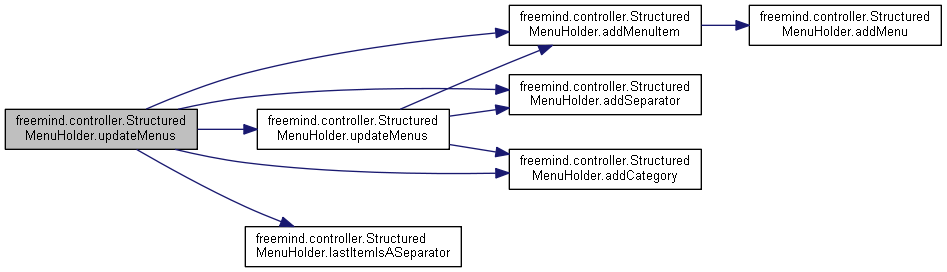 freemind.controller.Structured
MenuHolder.updateMenus
freemind.controller.Structured
MenuHolder.updateMenus
freemind.controller.Structured
MenuHolder.lastItemIsASeparator
freemind.controller.Structured
MenuHolder.addMenuItem
freemind.controller.Structured
MenuHolder.addSeparator
freemind.controller.Structured
MenuHolder.addCategory
freemind.controller.Structured
MenuHolder.addMenu